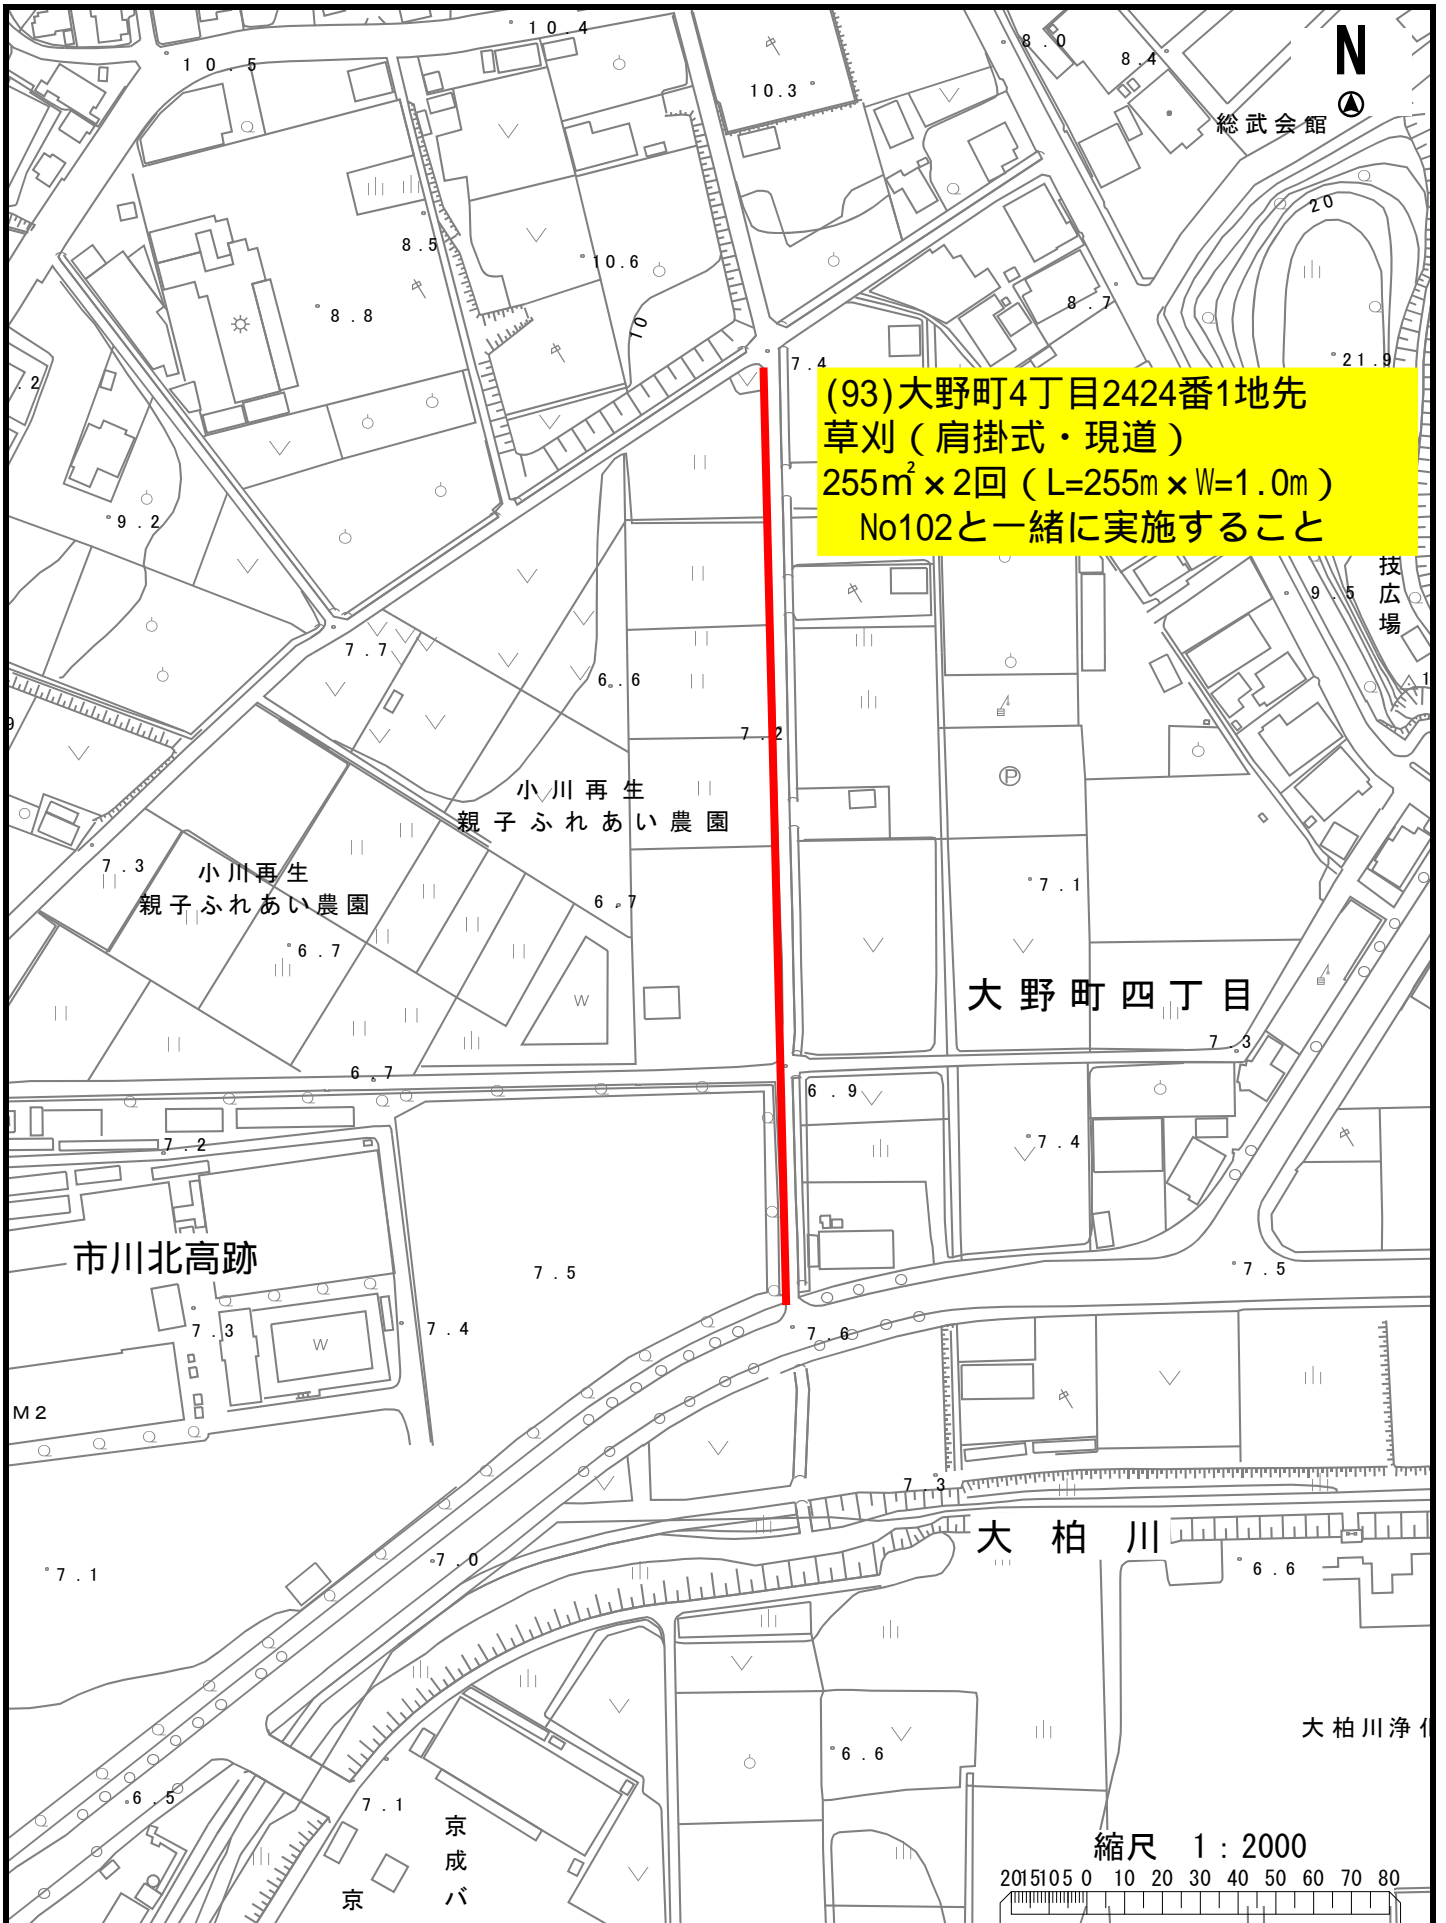 10.4
10.5
10.3
8.0
8.4
N
総武会館
20
8.5
10.6
8.8
10
8.7
7.4
21.9
.2
(93)大野町4丁目2424番1地先
草刈（肩掛式・現道）
255㎡×2回（L=255m×W=1.0m）
No102と一緒に実施すること
9.2
技広場
9.5
7.7
6.6
7.2
9
1
小川再生
親子ふれあい農園
P
7.3
小川再生
親子ふれあい農園
6.7
7.1
6.7
W
大野町四丁目
7.3
6.7
6.9
7.2
7.4
市川北高跡
7.5
7.5
7.3
7.4
W
7.6
M2
7.3
大柏川
7.0
7.1
6.6
大柏川浄
6.6
6.5
7.1
京成バ
京
縮尺 1:2000
20 15 10 5 0 10 20 30 40 50 60 70 80